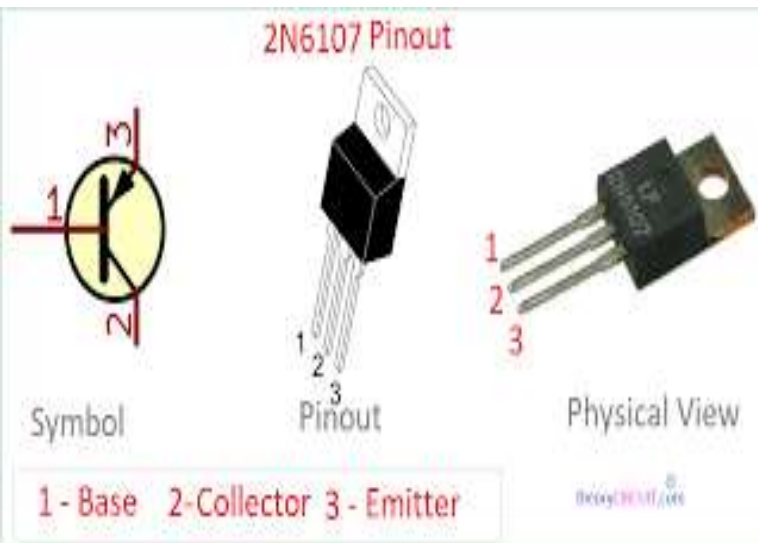 2N6107 Pinout
3
1
2
1
2
3
1
2
3
Symbol
Pinout
Physical View
1 - Base 2-Collector 3 - Emitter